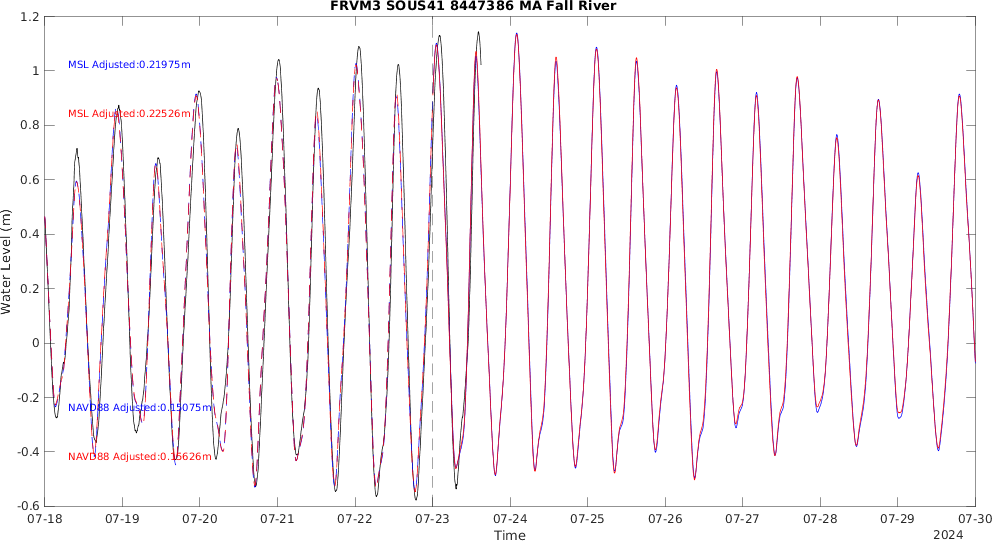 FRVM3 SOUS41 8447386 MA Fall River
1.2
1
0.8
0.6
0.4
0.2
0
-0.2
-0.4
-0.6
Water Level (m)
MSL Adjusted:0.21975m
MSL Adjusted:0.22526m
NAVD88 Adjusted:0.15075m
NAVD88 Adjusted:0.15626m
07-18 07-19 07-20 07-21 07-22 07-23 07-24 07-25 07-26 07-27 07-28 07-29 07-30
Time
2024